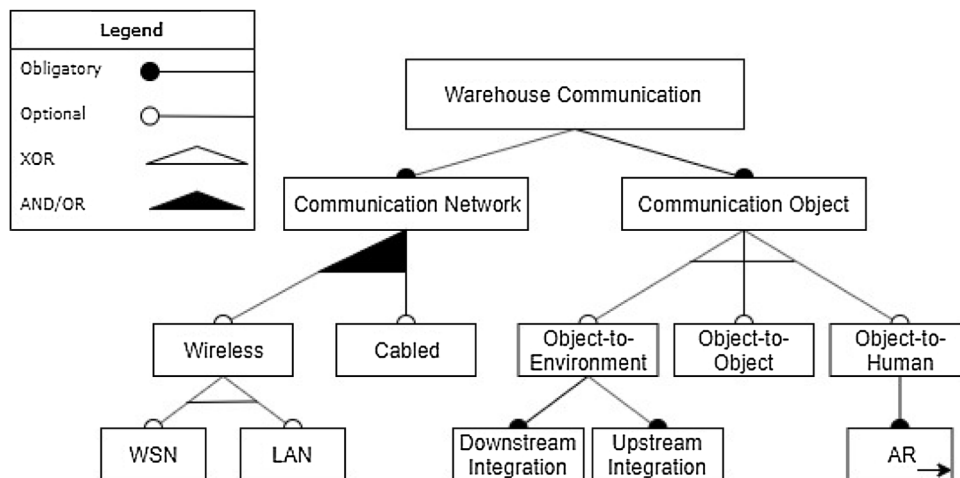 Legend
Obligatory
Optional
XOR
AND/OR
Warehouse Communication
Communication Network
Communication Object
Wireless
Cabled
Object-to-
Environment
Object-to-
Object
Object-to-
Human
WSN
LAN
Downstream
Integration
Upstream
Integration
AR